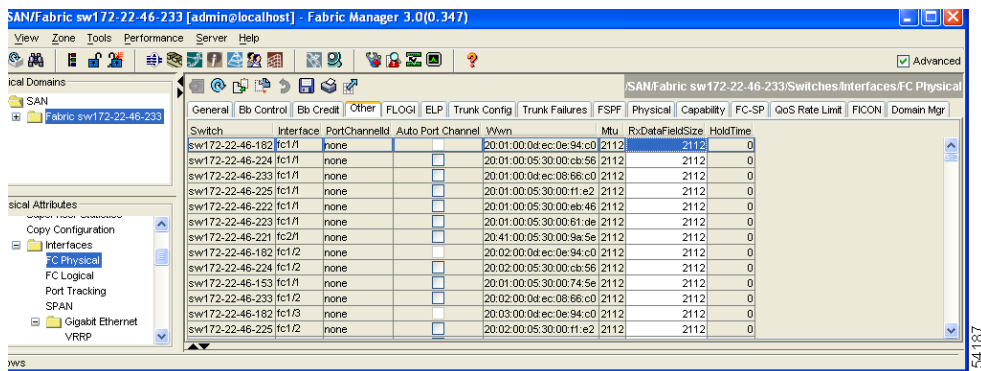 SAN/Fabric sw172-22-46-233 [admin@localhost] - Fabric Manager 3.0(0.347)
View Zone Tools Performance Server Help
Advanced
ical Domains
SAN
Fabric sw172-22-46-233
/SAN/Fabric sw172-22-46-233/Switches/Interfaces/FC Physical
General Bb Control Bb Credit Other FLOGI ELP Trunk Config Trunk Failures FSPF Physical Capability FC-SP QoS Rate Limit FICON Domain Mgr
Switch Interface PortChannelId Auto Port Channel Wwn Mtu RxDataFieldSize HoldTime
sw172-22-46-182 fc1/1 none 20:01:00:0d:ec:0e:94:c0 2112 2112 0
sw172-22-46-224 fc1/1 none 20:01:00:05:30:00:cb:56 2112 2112 0
sw172-22-46-233 fc1/1 none 20:01:00:0d:ec:08:66:c0 2112 2112 0
sw172-22-46-225 fc1/1 none 20:01:00:05:30:00:f1:e2 2112 2112 0
sw172-22-46-222 fc1/1 none 20:01:00:05:30:00:eb:46 2112 2112 0
sw172-22-46-223 fc1/1 none 20:01:00:05:30:00:61:de 2112 2112 0
sw172-22-46-221 fc2/1 none 20:41:00:05:30:00:9a:5e 2112 2112 0
sw172-22-46-182 fc1/2 none 20:02:00:0d:ec:0e:94:c0 2112 2112 0
sw172-22-46-224 fc1/2 none 20:02:00:05:30:00:cb:56 2112 2112 0
sw172-22-46-153 fc1/1 none 20:01:00:05:30:00:74:5e 2112 2112 0
sw172-22-46-233 fc1/2 none 20:02:00:0d:ec:08:66:c0 2112 2112 0
sw172-22-46-182 fc1/3 none 20:03:00:0d:ec:0e:94:c0 2112 2112 0
sw172-22-46-225 fc1/2 none 20:02:00:05:30:00:f1:e2 2112 2112 0
sical Attributes
Copy Configuration
Interfaces
FC Physical
FC Logical
Port Tracking
SPAN
Gigabit Ethernet
VRRP
ows
54187